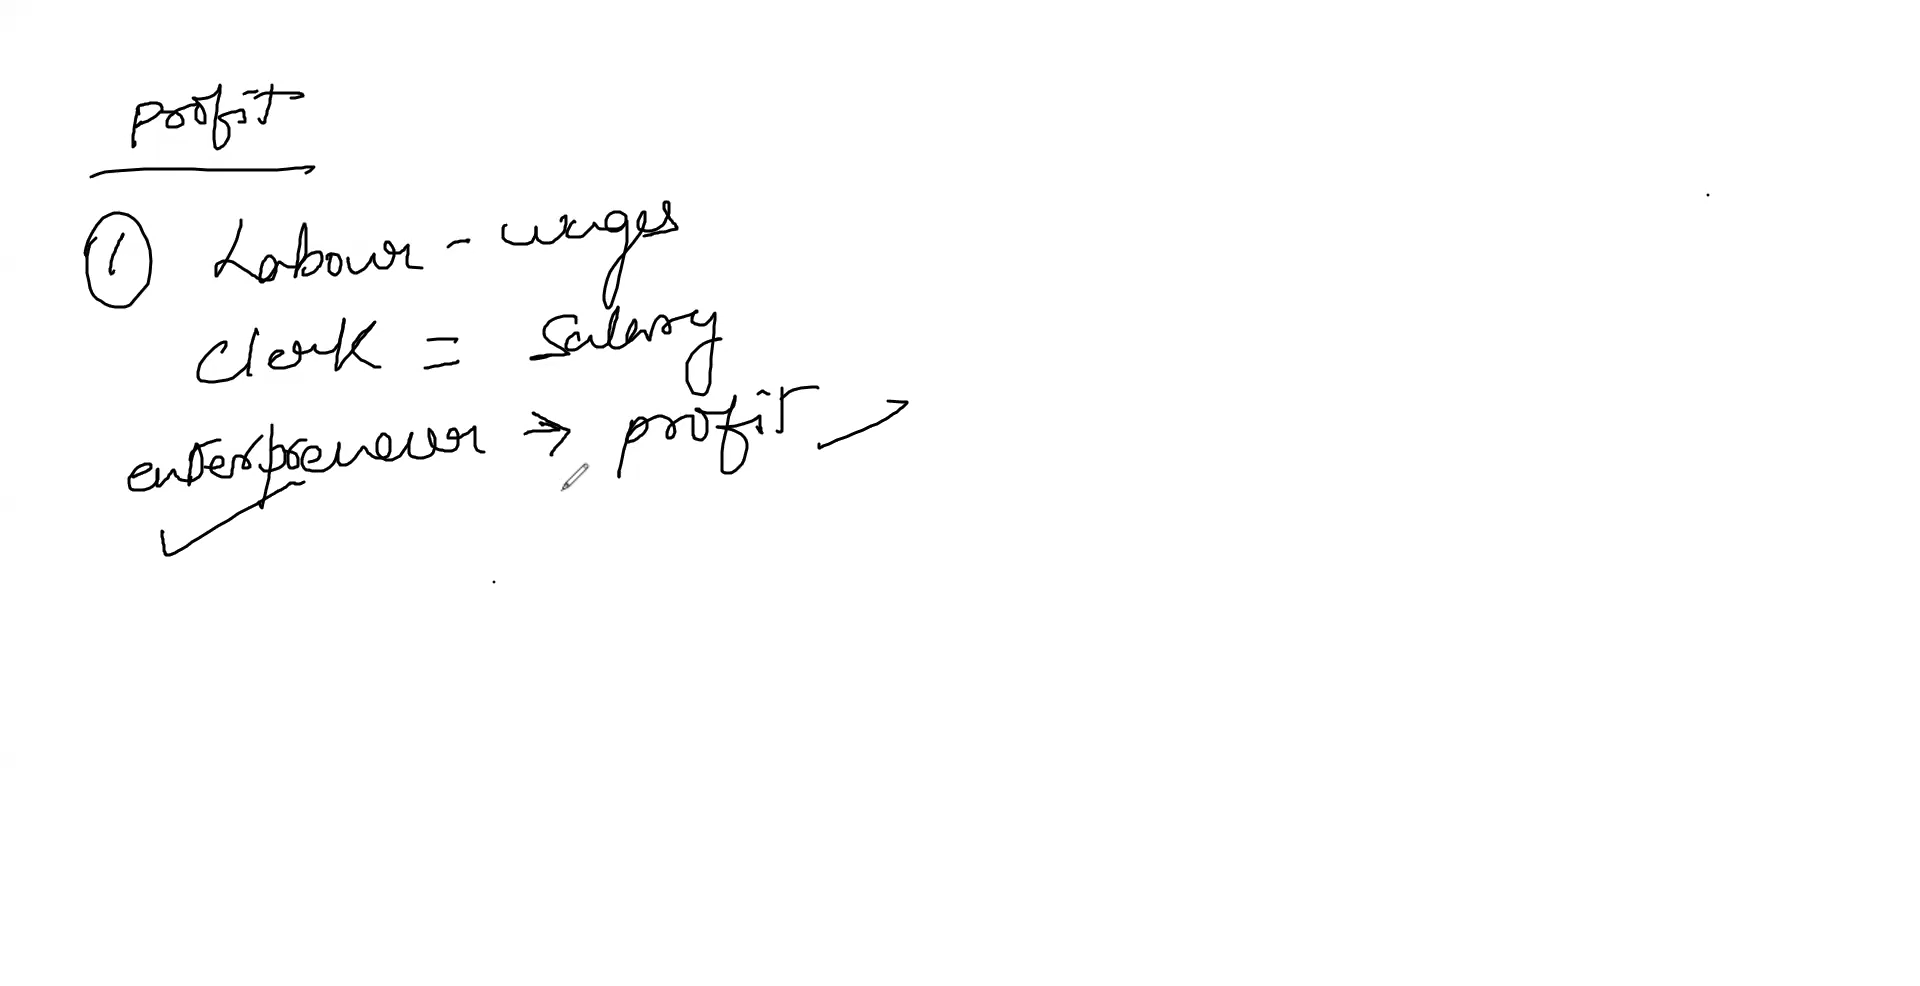 profit
1 Labour - wages
Clerk = Salary
enterpreneur → profit